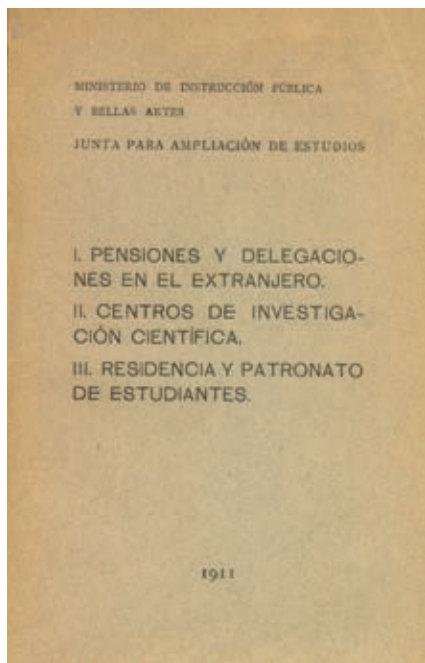 MINISTERIO DE INSTRUCCIÓN PÚBLICA
Y BELLAS ARTES
JUNTA PARA AMPLIACIÓN DE ESTUDIOS
I. PENSIONES Y DELEGACIO-
NES EN EL EXTRANJERO.
II. CENTROS DE INVESTIGA-
CIÓN CIENTÍFICA.
III. RESIDENCIA Y PATRONATO
DE ESTUDIANTES.
1911